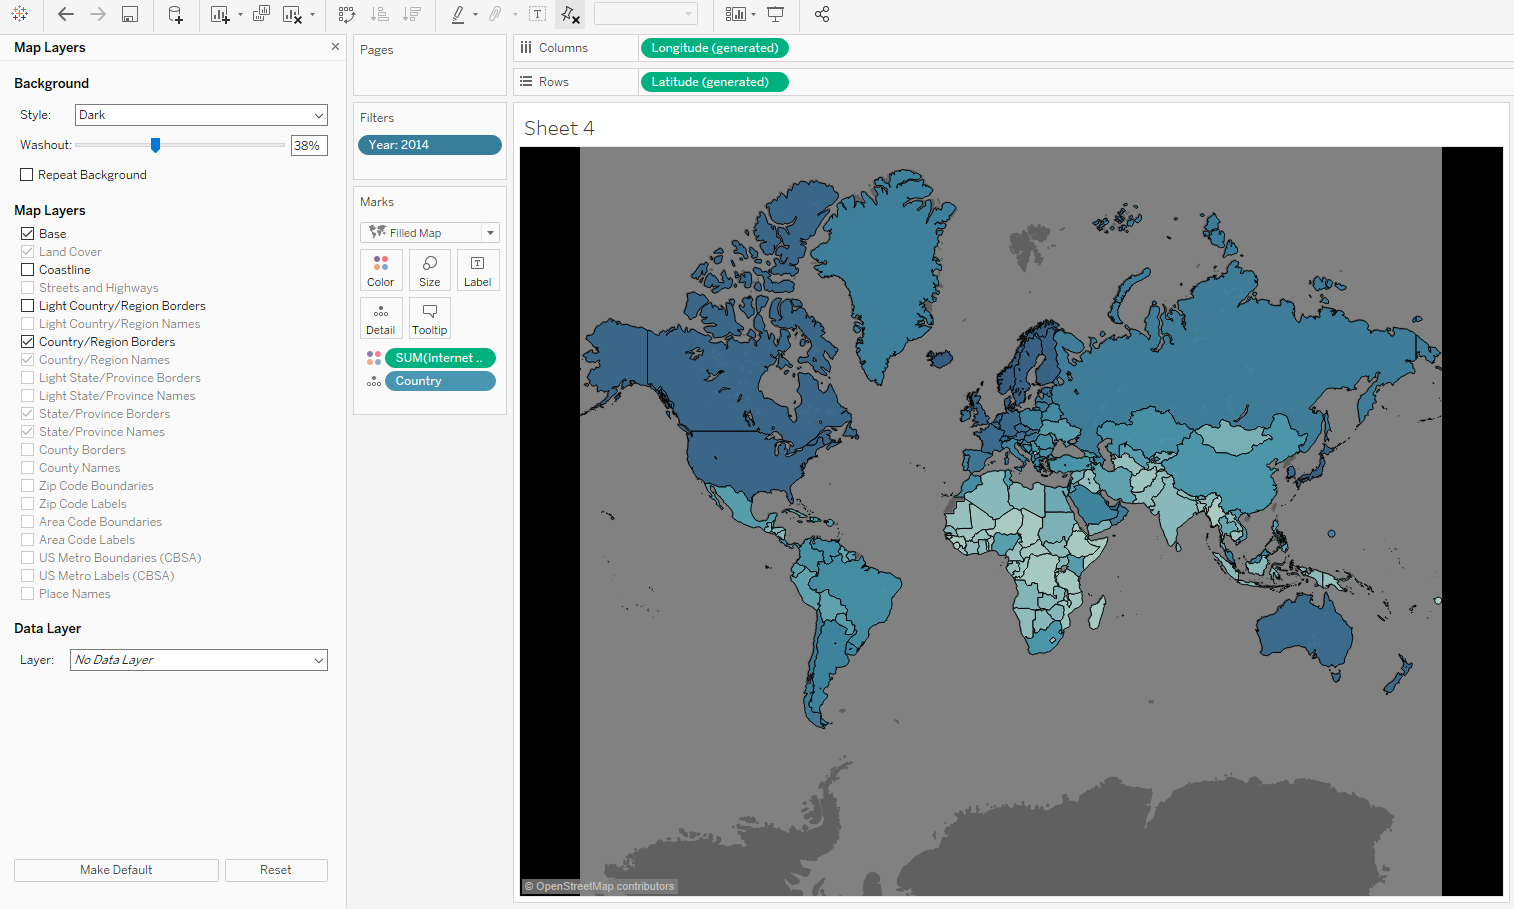 Map Layers
Background
Style:
Dark
Washout:
38%
Repeat Background
Map Layers
Base
Land Cover
Coastline
Streets and Highways
Light Country/Region Borders
Light Country/Region Names
Country/Region Borders
Country/Region Names
Light State/Province Borders
Light State/Province Names
State/Province Borders
State/Province Names
County Borders
County Names
Zip Code Boundaries
Zip Code Labels
Area Code Boundaries
Area Code Labels
US Metro Boundaries (CBSA)
US Metro Labels (CBSA)
Place Names
Data Layer
Layer:
No Data Layer
Make Default
Reset
Pages
Filters
Year: 2014
Marks
Filled Map
Color
Size
Label
Detail
Tooltip
SUM(Internet ..
Country
Columns
Longitude (generated)
Rows
Latitude (generated)
Sheet 4
© OpenStreetMap contributors